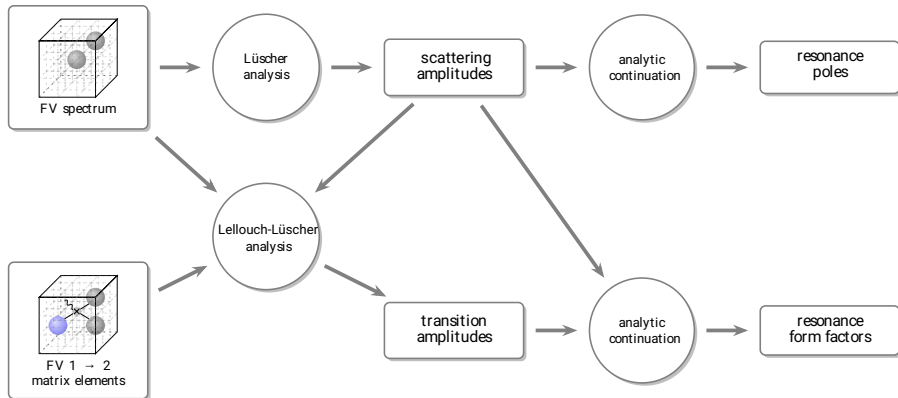 FV spectrum
Lüscher
analysis
scattering
amplitudes
analytic
continuation
resonance
poles
Lellouch-Lüscher
analysis
FV 1 → 2
matrix elements
transition
amplitudes
analytic
continuation
resonance
form factors